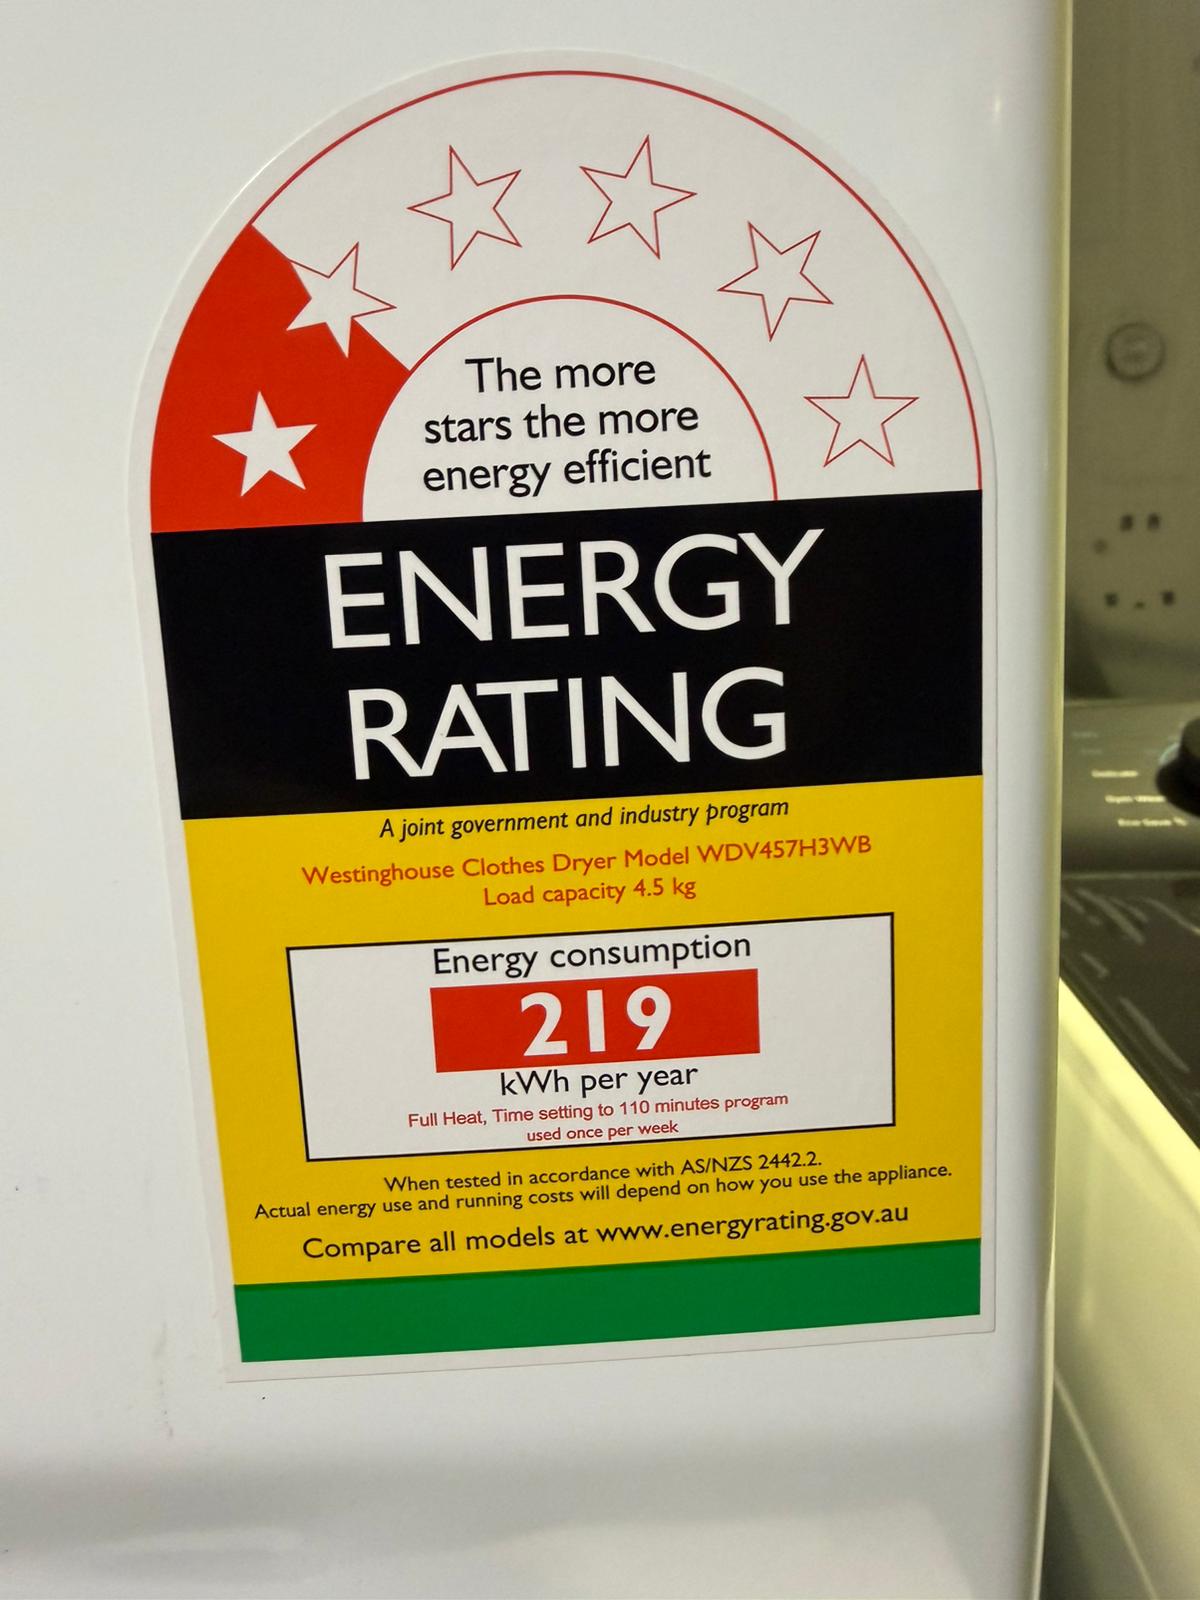 The more
stars the more
energy efficient
ENERGY
RATING
A joint government and industry program
Westinghouse Clothes Dryer Model WDV457H3WB
Load capacity 4.5 kg
Energy consumption
219
kWh per year
Full Heat, Time setting to 110 minutes program
used once per week
When tested in accordance with AS/NZS 2442.2.
Actual energy use and running costs will depend on how you use the appliance.
Compare all models at www.energyrating.gov.au
Delicate